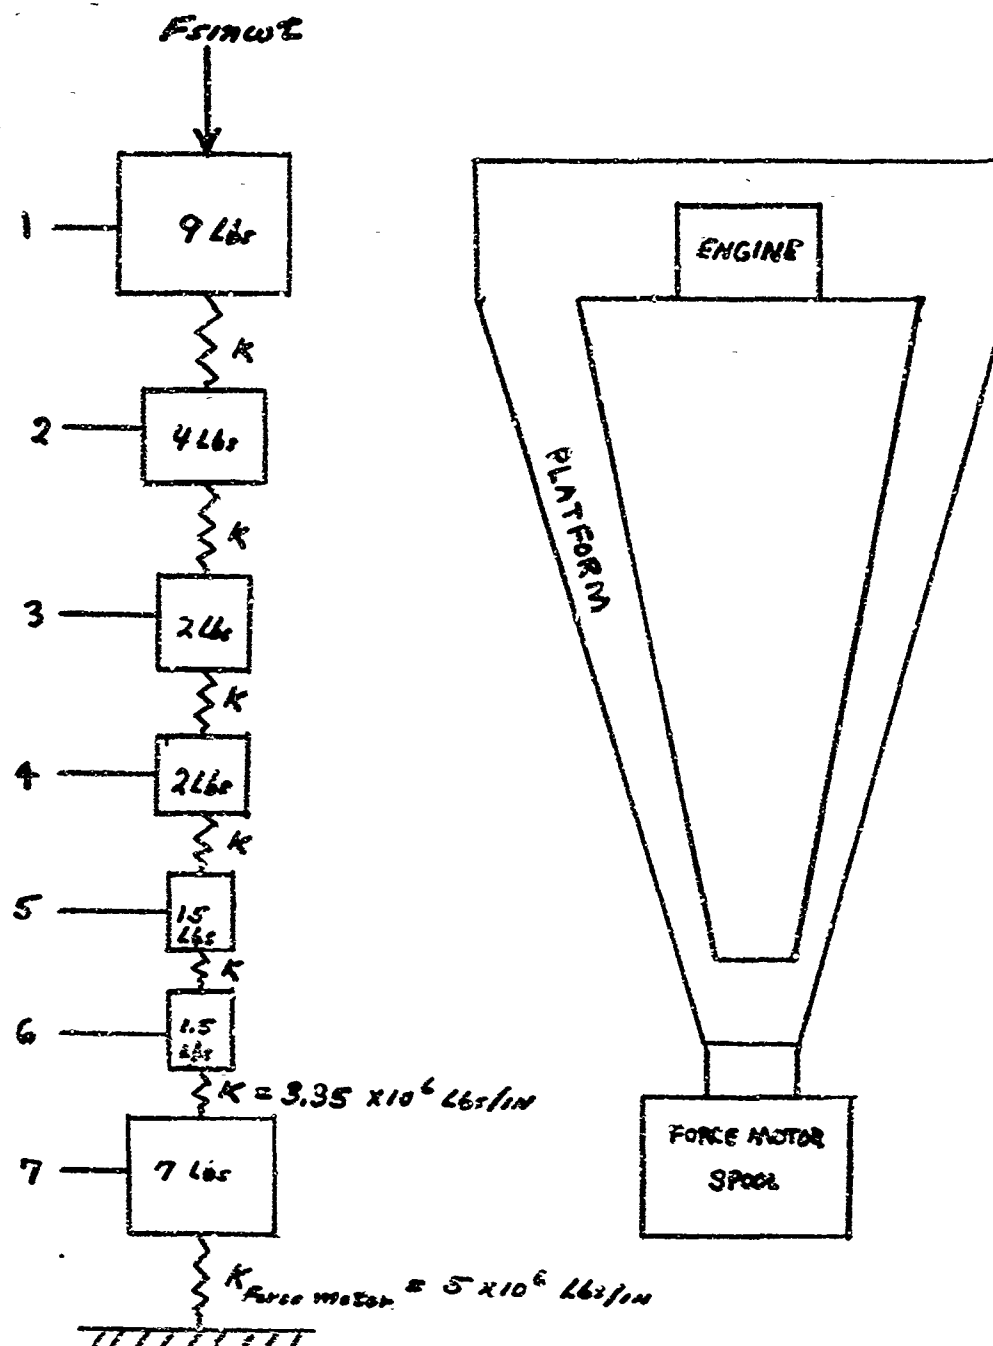 Fsinωt
1
9 Lbs
K
2
4 Lbs
K
3
2 Lbs
K
4
2 Lbs
K
5
1.5
Lbs
K
6
1.5
Lbs
K = 3.35 x10⁶ Lbs/IN
7
7 Lbs
K Force motor = 5 x10⁶ Lbs/IN
ENGINE
PLATFORM
FORCE MOTOR
SPOOL